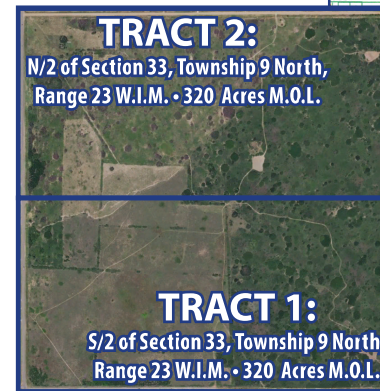 TRACT 2:
N/2 of Section 33, Township 9 North,
Range 23 W.I.M. • 320 Acres M.O.L.
TRACT 1:
S/2 of Section 33, Township 9 North
Range 23 W.I.M. • 320 Acres M.O.L.